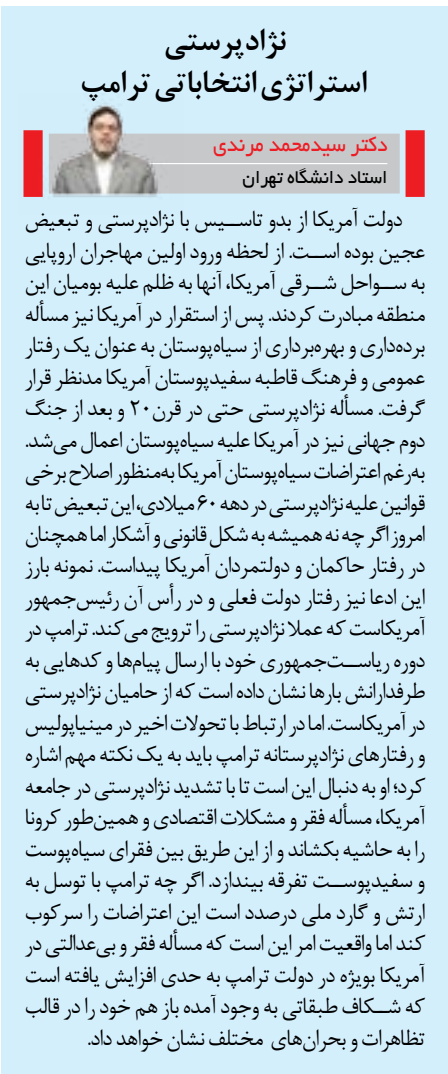 نژادپرستی
استراتژی انتخاباتی ترامپ
دکتر سیدمحمد مرندی
استاد دانشگاه تهران
دولت آمریکا از بدو تاسیس با نژادپرستی و تبعیض
عجین بوده است. از لحظه ورود اولین مهاجران اروپایی
به سواحل شرقی آمریکا، آنها به ظلم علیه بومیان این
منطقه مبادرت کردند. پس از استقرار در آمریکا نیز مسأله
برده‌داری و بهره‌برداری از سیاه‌پوستان به عنوان یک رفتار
عمومی و فرهنگ قاطبه سفیدپوستان آمریکا مدنظر قرار
گرفت. مسأله نژادپرستی حتی در قرن ۲۰ و بعد از جنگ
دوم جهانی نیز در آمریکا علیه سیاه‌پوستان اعمال می‌شد.
به‌رغم اعتراضات سیاه‌پوستان آمریکا به‌منظور اصلاح برخی
قوانین علیه نژادپرستی در دهه ۶۰ میلادی، این تبعیض تا به
امروز اگر چه نه همیشه به شکل قانونی و آشکار اما همچنان
در رفتار حاکمان و دولتمردان آمریکا پیداست. نمونه بارز
این ادعا نیز رفتار دولت فعلی و در رأس آن رئیس‌جمهور
آمریکاست که عملا نژادپرستی را ترویج می‌کند. ترامپ در
دوره ریاست‌جمهوری خود با ارسال پیام‌ها و کدهایی به
طرفدارانش بارها نشان داده است که از حامیان نژادپرستی
در آمریکاست. اما در ارتباط با تحولات اخیر در مینیاپولیس
و رفتارهای نژادپرستانه ترامپ باید به یک نکته مهم اشاره
کرد؛ او به دنبال این است تا با تشدید نژادپرستی در جامعه
آمریکا، مسأله فقر و مشکلات اقتصادی و همین‌طور کرونا
را به حاشیه بکشاند و از این طریق بین فقرای سیاه‌پوست
و سفیدپوست تفرقه بیندازد. اگر چه ترامپ با توسل به
ارتش و گارد ملی درصدد است این اعتراضات را سرکوب
کند اما واقعیت امر این است که مسأله فقر و بی‌عدالتی در
آمریکا بویژه در دولت ترامپ به حدی افزایش یافته است
که شکاف طبقاتی به وجود آمده باز هم خود را در قالب
تظاهرات و بحران‌های مختلف نشان خواهد داد.